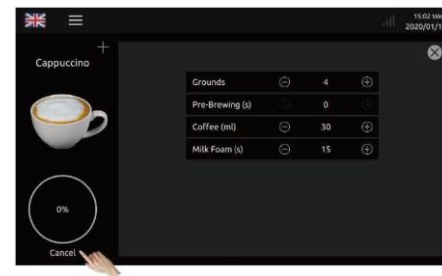 15:02 We
2020/01/1
Cappuccino
Grounds 4
Pre-Brewing (s) 0
Coffee (ml) 30
Milk Foam (s) 15
0%
Cancel